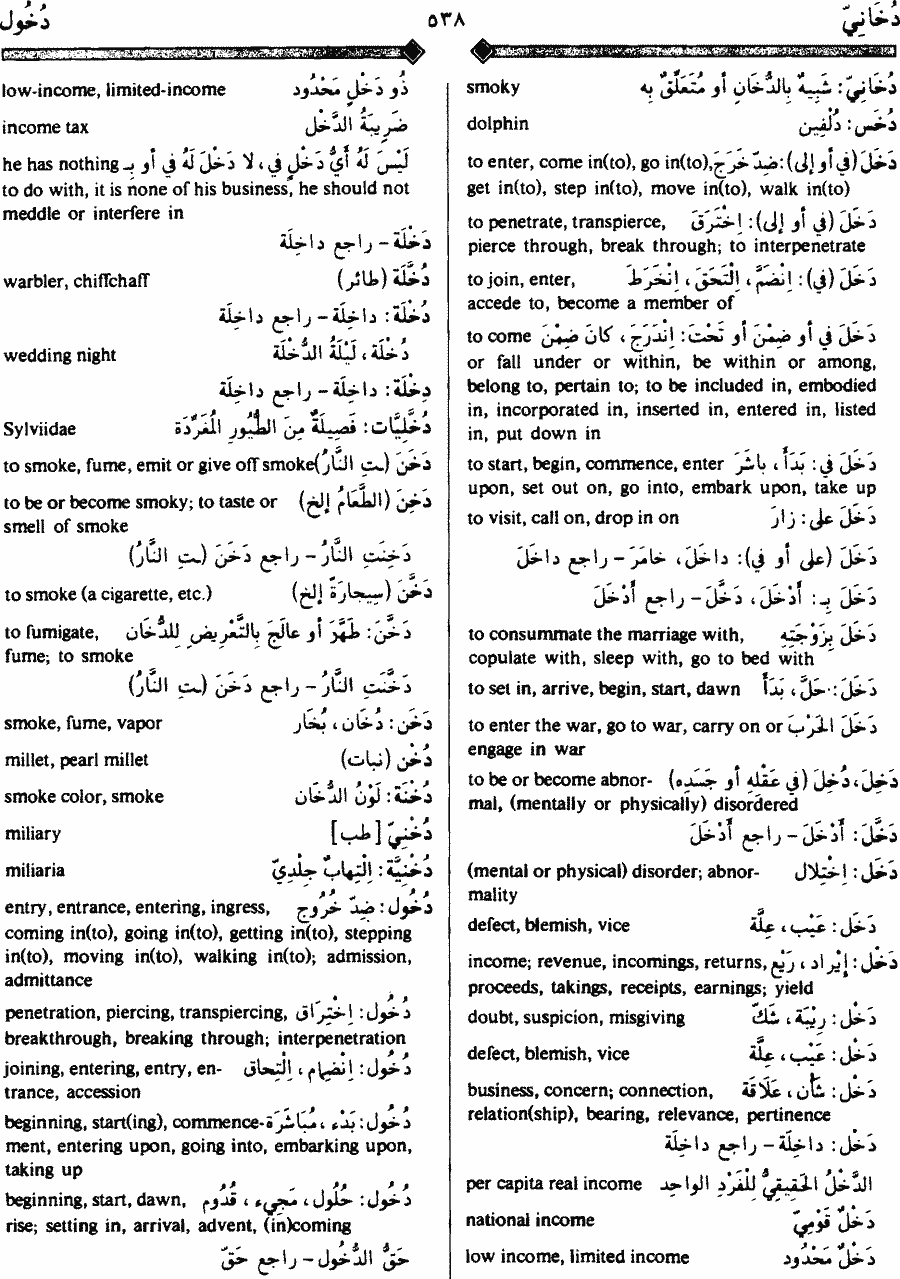 دُخَانِيّ ٥٣٨ دُخُول
دُخَانِيّ : شَبِيهٌ بِالدُّخَانِ أو مُتَعَلِّقٌ بِهِ smoky
دُخَس : دُلْفِين dolphin
دَخَلَ (في أو إلى) : ضِدّ خَرَجَ to enter, come in(to), go in(to),
get in(to), step in(to), move in(to), walk in(to)
دَخَلَ (في أو إلى) : اِخْتَرَقَ to penetrate, transpierce,
pierce through, break through; to interpenetrate
دَخَلَ (في) : اِنْضَمَّ ، اِلْتَحَقَ ، اِنْخَرَطَ to join, enter,
accede to, become a member of
دَخَلَ في أو ضِمْنَ أو تَحْتَ : اِنْدَرَجَ ، كانَ ضِمْنَ to come
or fall under or within, be within or among,
belong to, pertain to; to be included in, embodied
in, incorporated in, inserted in, entered in, listed
in, put down in
دَخَلَ في : بَدَأَ ، باشَرَ to start, begin, commence, enter
upon, set out on, go into, embark upon, take up
دَخَلَ على : زارَ to visit, call on, drop in on
دَخَلَ (على أو في) : داخَلَ ، خامَرَ – راجع داخَلَ
دَخَلَ بِـ : أَدْخَلَ ، دَخَّلَ – راجع أَدْخَلَ
دَخَلَ بِزَوْجَتِهِ to consummate the marriage with,
copulate with, sleep with, go to bed with
دَخَلَ : حَلَّ ، بَدَأَ to set in, arrive, begin, start, dawn
دَخَلَ الحَرْبَ to enter the war, go to war, carry on or
engage in war
دَخِلَ ، دُخِلَ (في عَقْلِهِ أو جَسَدِه) to be or become abnor-
mal, (mentally or physically) disordered
دَخَّلَ : أَدْخَلَ – راجع أَدْخَلَ
دَخَل : اِخْتِلال (mental or physical) disorder; abnor-
mality
دَخَل : عَيْب ، عِلَّة defect, blemish, vice
دَخْل : إيراد ، رَيْع income; revenue, incomings, returns,
proceeds, takings, receipts, earnings; yield
دَخْل : رِيبَة ، شَكّ doubt, suspicion, misgiving
دَخْل : عَيْب ، عِلَّة defect, blemish, vice
دَخْل : شَأْن ، عَلَاقَة business, concern; connection,
relation(ship), bearing, relevance, pertinence
دَخْل : داخِلَة – راجع داخِلَة
الدَّخْلُ الحَقِيقِيُّ لِلْفَرْدِ الواحِد per capita real income
دَخْلٌ قَوْمِيّ national income
دَخْلٌ مَحْدُود low income, limited income
ذُو دَخْلٍ مَحْدُود low-income, limited-income
ضَرِيبَةُ الدَّخْل income tax
لَيْسَ لَهُ أَيُّ دَخْلٍ في ، لا دَخْلَ لَهُ في أو بِـ he has nothing
to do with, it is none of his business, he should not
meddle or interfere in
دَخْلَة – راجع داخِلَة
دُخَّلَة (طائر) warbler, chiffchaff
دُخْلَة : داخِلَة – راجع داخِلَة
دُخْلَة ، لَيْلَةُ الدُّخْلَة wedding night
دِخْلَة : داخِلَة – راجع داخِلَة
دُخَّلِيَّات : فَصِيلَةٌ مِنَ الطُّيُورِ المُغَرِّدَة Sylviidae
دَخَنَ (ـَتِ النَّارُ) to smoke, fume, emit or give off smoke
دَخِنَ (الطَّعَامُ إلخ) to be or become smoky; to taste or
smell of smoke
دَخِنَتِ النَّارُ – راجع دَخَنَ (ـَتِ النَّارُ)
دَخَّنَ (سِيجارَةً إلخ) to smoke (a cigarette, etc.)
دَخَّنَ : طَهَّرَ أو عالَجَ بِالتَّعْرِيضِ لِلدُّخَان to fumigate,
fume; to smoke
دَخَّنَتِ النَّارُ – راجع دَخَنَ (ـَتِ النَّارُ)
دَخَن : دُخَان ، بُخَار smoke, fume, vapor
دُخْن (نبات) millet, pearl millet
دُخْنَة : لَوْنُ الدُّخَان smoke color, smoke
دُخْنِيّ [طب] miliary
دُخْنِيَّة : اِلْتِهابٌ جِلْدِيّ miliaria
دُخُول : ضِدّ خُرُوج entry, entrance, entering, ingress,
coming in(to), going in(to), getting in(to), stepping
in(to), moving in(to), walking in(to); admission,
admittance
دُخُول : اِخْتِرَاق penetration, piercing, transpiercing,
breakthrough, breaking through; interpenetration
دُخُول : اِنْضِمام ، اِلْتِحاق joining, entering, entry, en-
trance, accession
دُخُول : بَدْء ، مُبَاشَرَة beginning, start(ing), commence-
ment, entering upon, going into, embarking upon,
taking up
دُخُول : حُلُول ، مَجِيء ، قُدُوم beginning, start, dawn,
rise; setting in, arrival, advent, (in)coming
حَقُّ الدُّخُول – راجع حَقّ